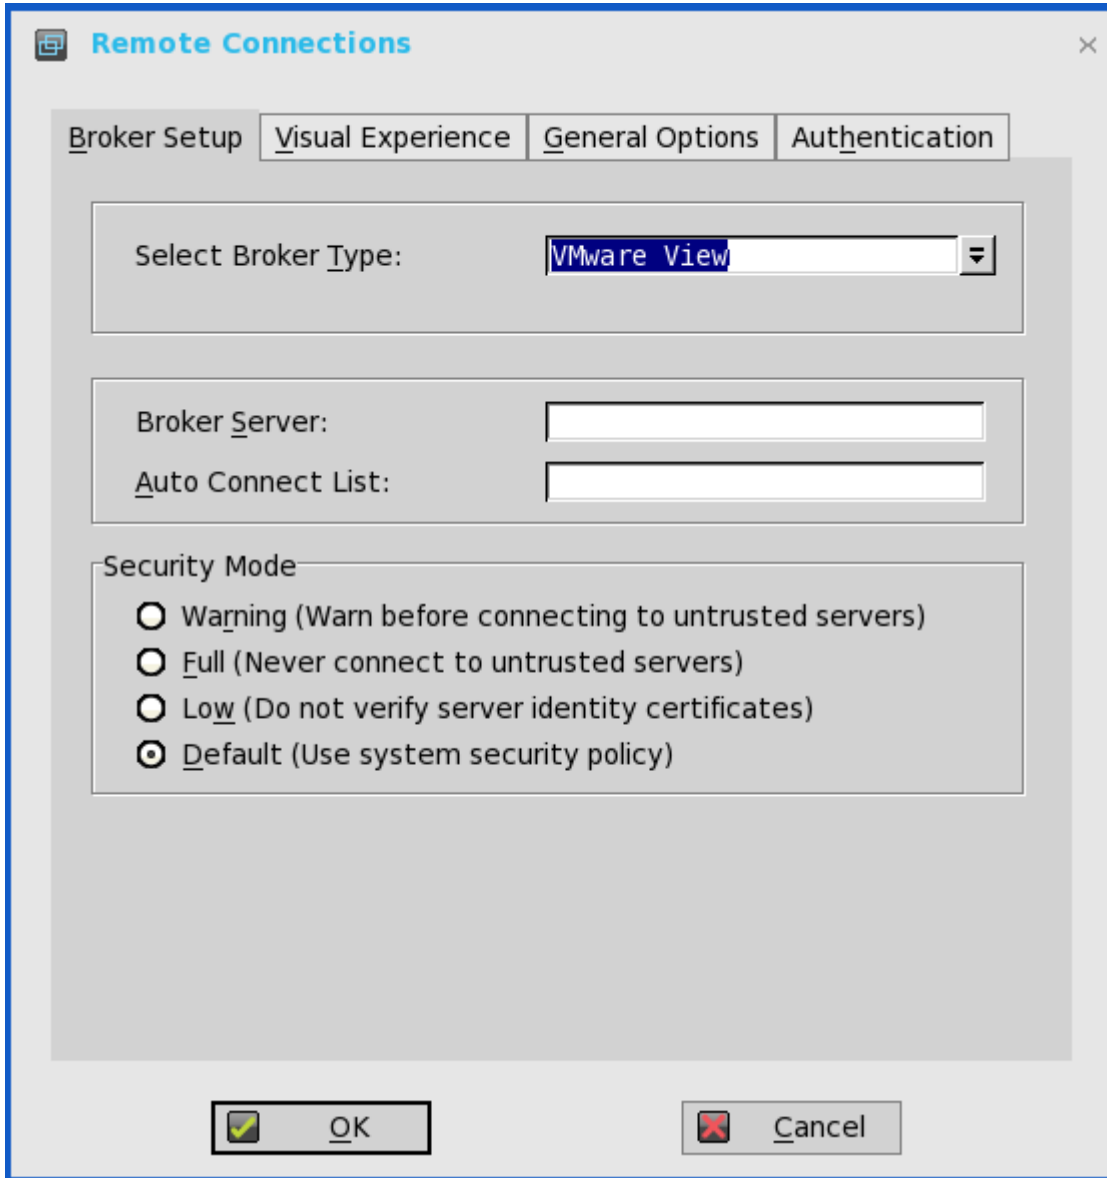 Remote Connections
Broker Setup Visual Experience General Options Authentication
Select Broker Type: VMware View
Broker Server:
Auto Connect List:
Security Mode
Warning (Warn before connecting to untrusted servers)
Full (Never connect to untrusted servers)
Low (Do not verify server identity certificates)
Default (Use system security policy)
OK Cancel